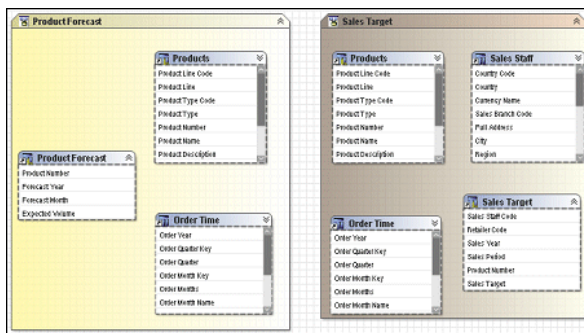 Product Forecast
Products
Product Line Code
Product Line
Product Type Code
Product Type
Product Number
Product Name
Product Description
Product Forecast
Product Number
Forecast Year
Forecast Month
Expected Volume
Order Time
Order Year
Order Quarter Key
Order Quarter
Order Month Key
Order Months
Order Month Name
Sales Target
Products
Product Line Code
Product Line
Product Type Code
Product Type
Product Number
Product Name
Product Description
Sales Staff
Country Code
Country
Currency Name
Sales Branch Code
Full Address
City
Region
Order Time
Order Year
Order Quarter Key
Order Quarter
Order Month Key
Order Months
Order Month Name
Sales Target
Sales Staff Code
Retailer Code
Sales Year
Sales Period
Product Number
Sales Target